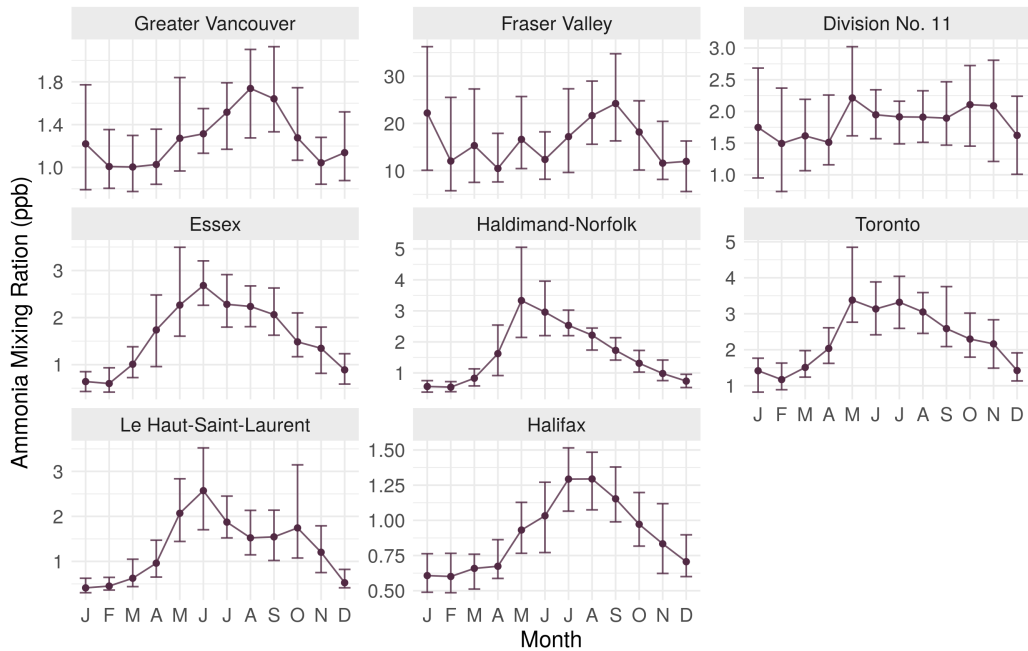 Greater Vancouver Fraser Valley Division No. 11
1.8 1.4 1.0
30 20 10
3.0 2.5 2.0 1.5 1.0
Essex Haldimand-Norfolk Toronto
3 2 1
5 4 3 2 1
5 4 3 2 1
J F M A M J J A S O N D
Le Haut-Saint-Laurent Halifax
3 2 1
1.50 1.25 1.00 0.75 0.50
J F M A M J J A S O N D J F M A M J J A S O N D
Month
Ammonia Mixing Ration (ppb)